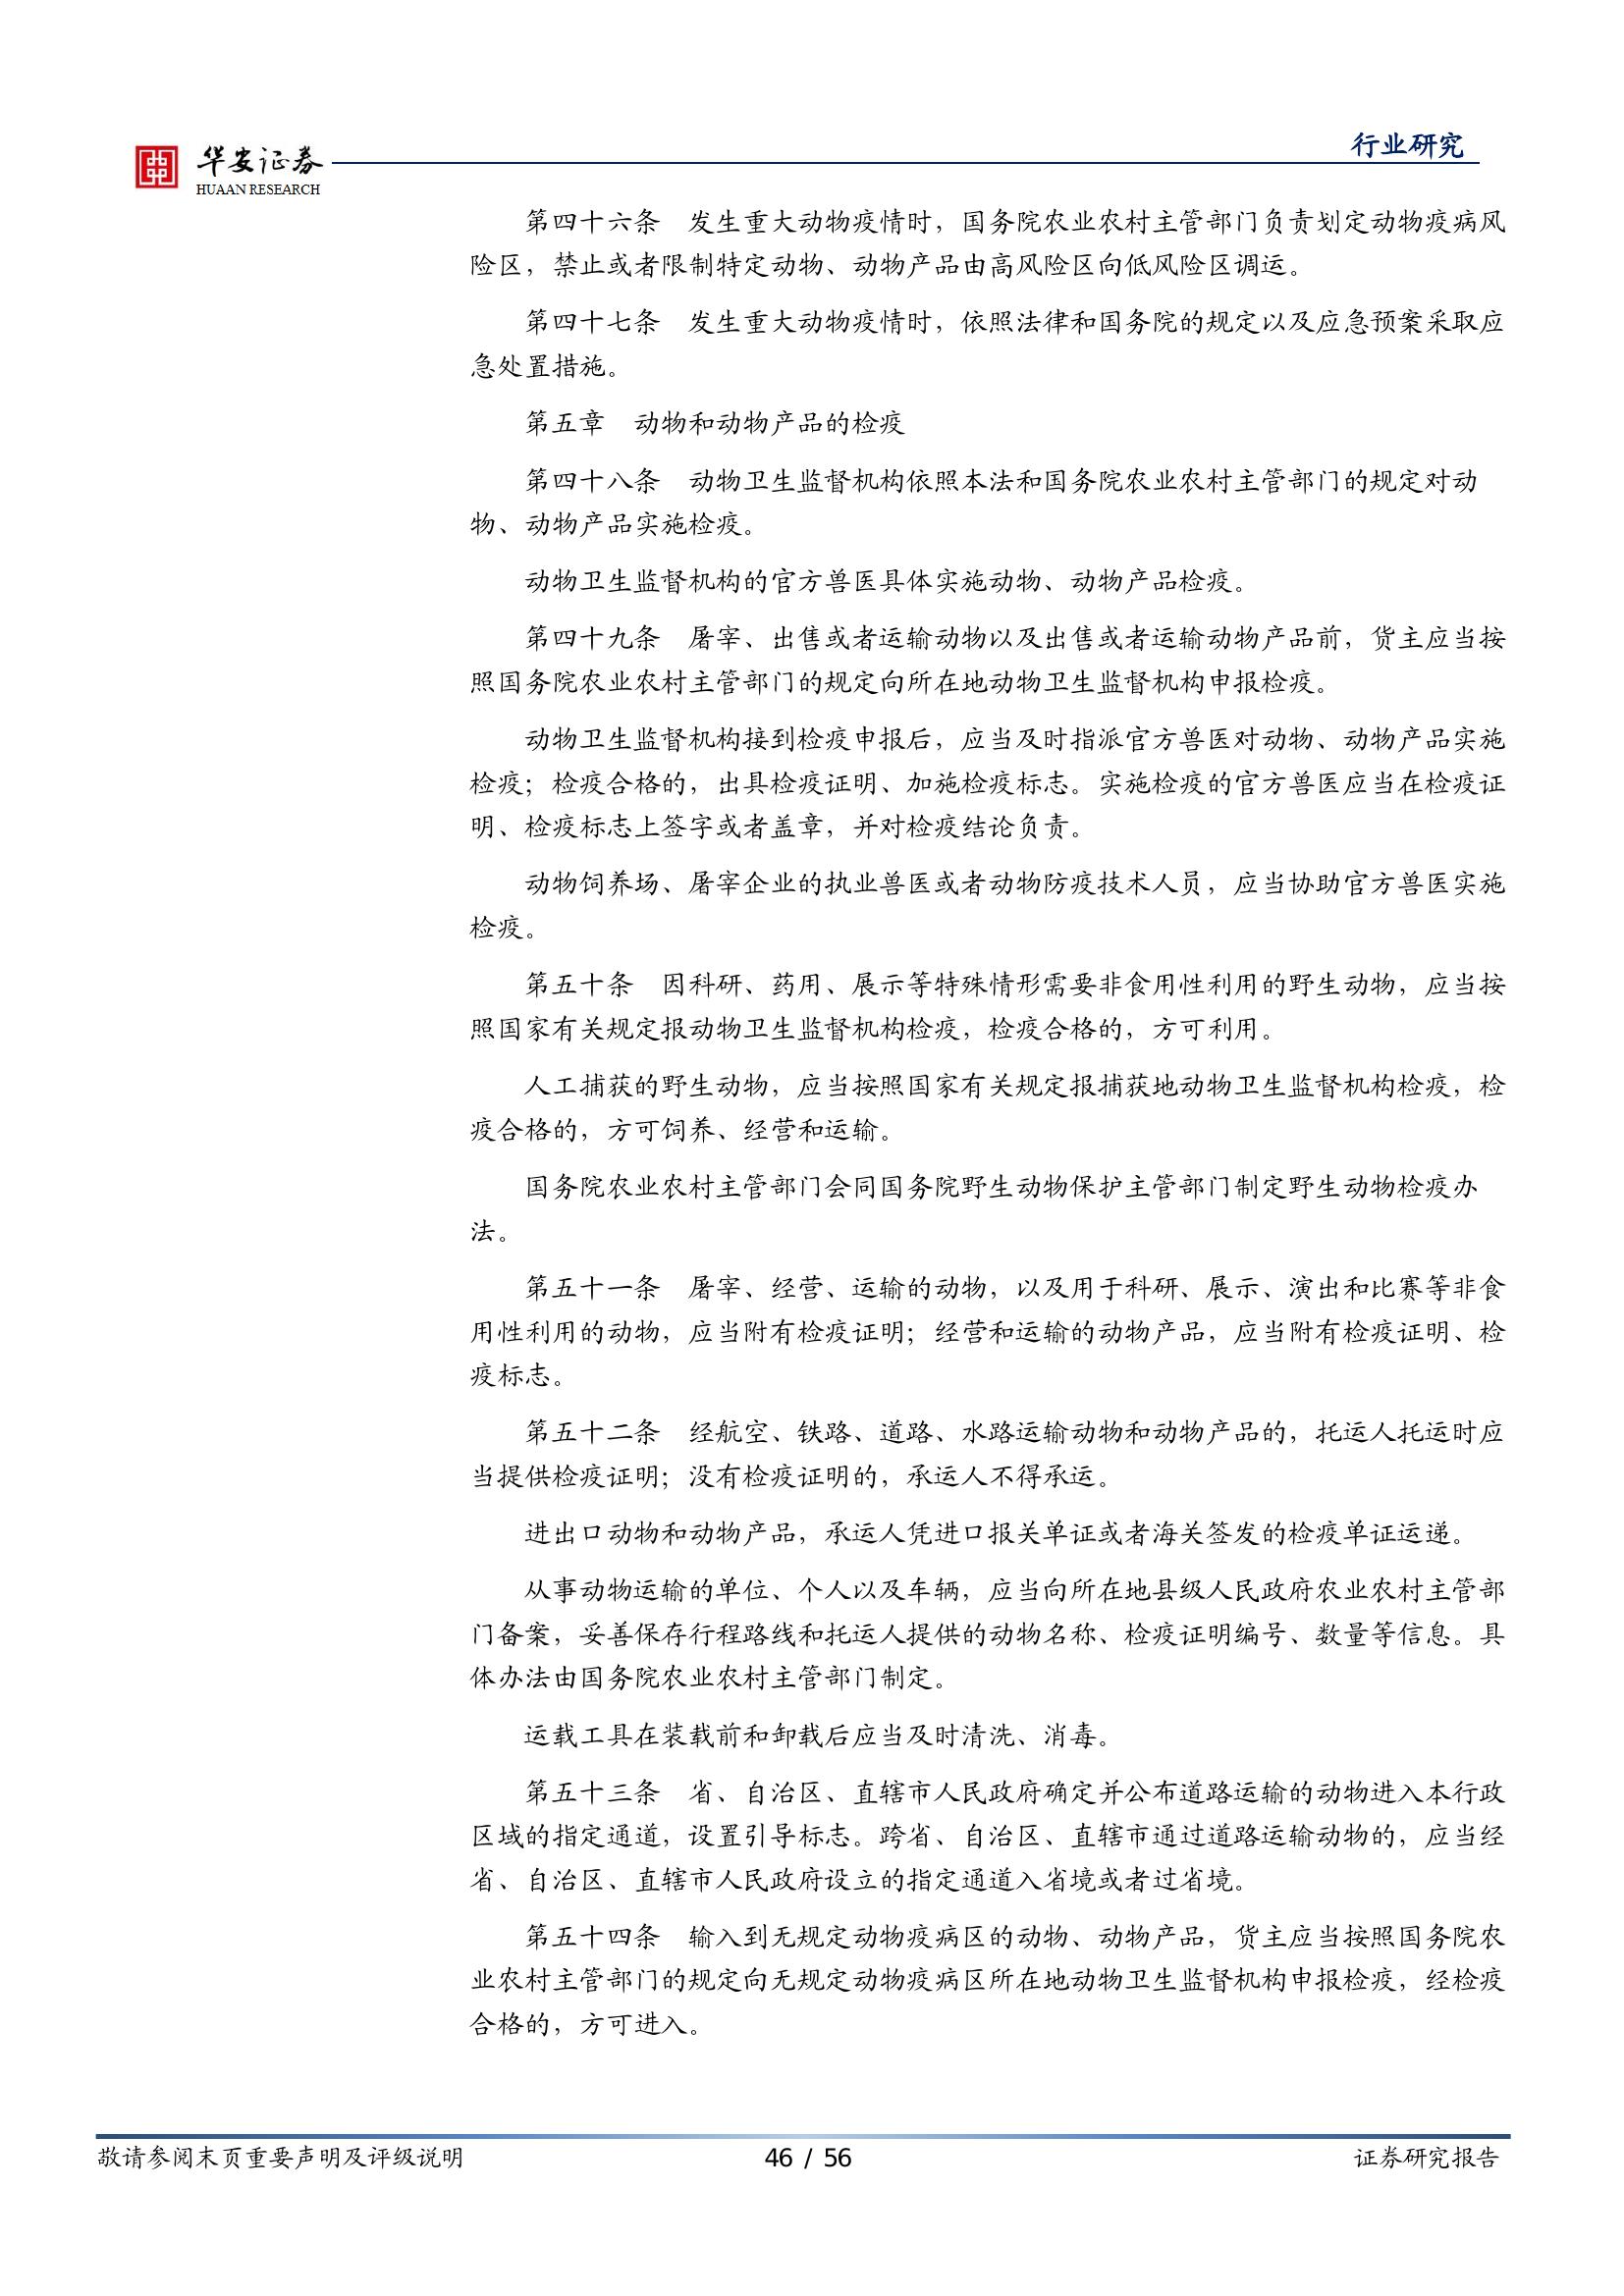 华安证券
HUAAN RESEARCH
行业研究
第四十六条　发生重大动物疫情时，国务院农业农村主管部门负责划定动物疫病风
险区，禁止或者限制特定动物、动物产品由高风险区向低风险区调运。
第四十七条　发生重大动物疫情时，依照法律和国务院的规定以及应急预案采取应
急处置措施。
第五章　动物和动物产品的检疫
第四十八条　动物卫生监督机构依照本法和国务院农业农村主管部门的规定对动
物、动物产品实施检疫。
动物卫生监督机构的官方兽医具体实施动物、动物产品检疫。
第四十九条　屠宰、出售或者运输动物以及出售或者运输动物产品前，货主应当按
照国务院农业农村主管部门的规定向所在地动物卫生监督机构申报检疫。
动物卫生监督机构接到检疫申报后，应当及时指派官方兽医对动物、动物产品实施
检疫；检疫合格的，出具检疫证明、加施检疫标志。实施检疫的官方兽医应当在检疫证
明、检疫标志上签字或者盖章，并对检疫结论负责。
动物饲养场、屠宰企业的执业兽医或者动物防疫技术人员，应当协助官方兽医实施
检疫。
第五十条　因科研、药用、展示等特殊情形需要非食用性利用的野生动物，应当按
照国家有关规定报动物卫生监督机构检疫，检疫合格的，方可利用。
人工捕获的野生动物，应当按照国家有关规定报捕获地动物卫生监督机构检疫，检
疫合格的，方可饲养、经营和运输。
国务院农业农村主管部门会同国务院野生动物保护主管部门制定野生动物检疫办
法。
第五十一条　屠宰、经营、运输的动物，以及用于科研、展示、演出和比赛等非食
用性利用的动物，应当附有检疫证明；经营和运输的动物产品，应当附有检疫证明、检
疫标志。
第五十二条　经航空、铁路、道路、水路运输动物和动物产品的，托运人托运时应
当提供检疫证明；没有检疫证明的，承运人不得承运。
进出口动物和动物产品，承运人凭进口报关单证或者海关签发的检疫单证运递。
从事动物运输的单位、个人以及车辆，应当向所在地县级人民政府农业农村主管部
门备案，妥善保存行程路线和托运人提供的动物名称、检疫证明编号、数量等信息。具
体办法由国务院农业农村主管部门制定。
运载工具在装载前和卸载后应当及时清洗、消毒。
第五十三条　省、自治区、直辖市人民政府确定并公布道路运输的动物进入本行政
区域的指定通道，设置引导标志。跨省、自治区、直辖市通过道路运输动物的，应当经
省、自治区、直辖市人民政府设立的指定通道入省境或者过省境。
第五十四条　输入到无规定动物疫病区的动物、动物产品，货主应当按照国务院农
业农村主管部门的规定向无规定动物疫病区所在地动物卫生监督机构申报检疫，经检疫
合格的，方可进入。
敬请参阅末页重要声明及评级说明
46 / 56
证券研究报告